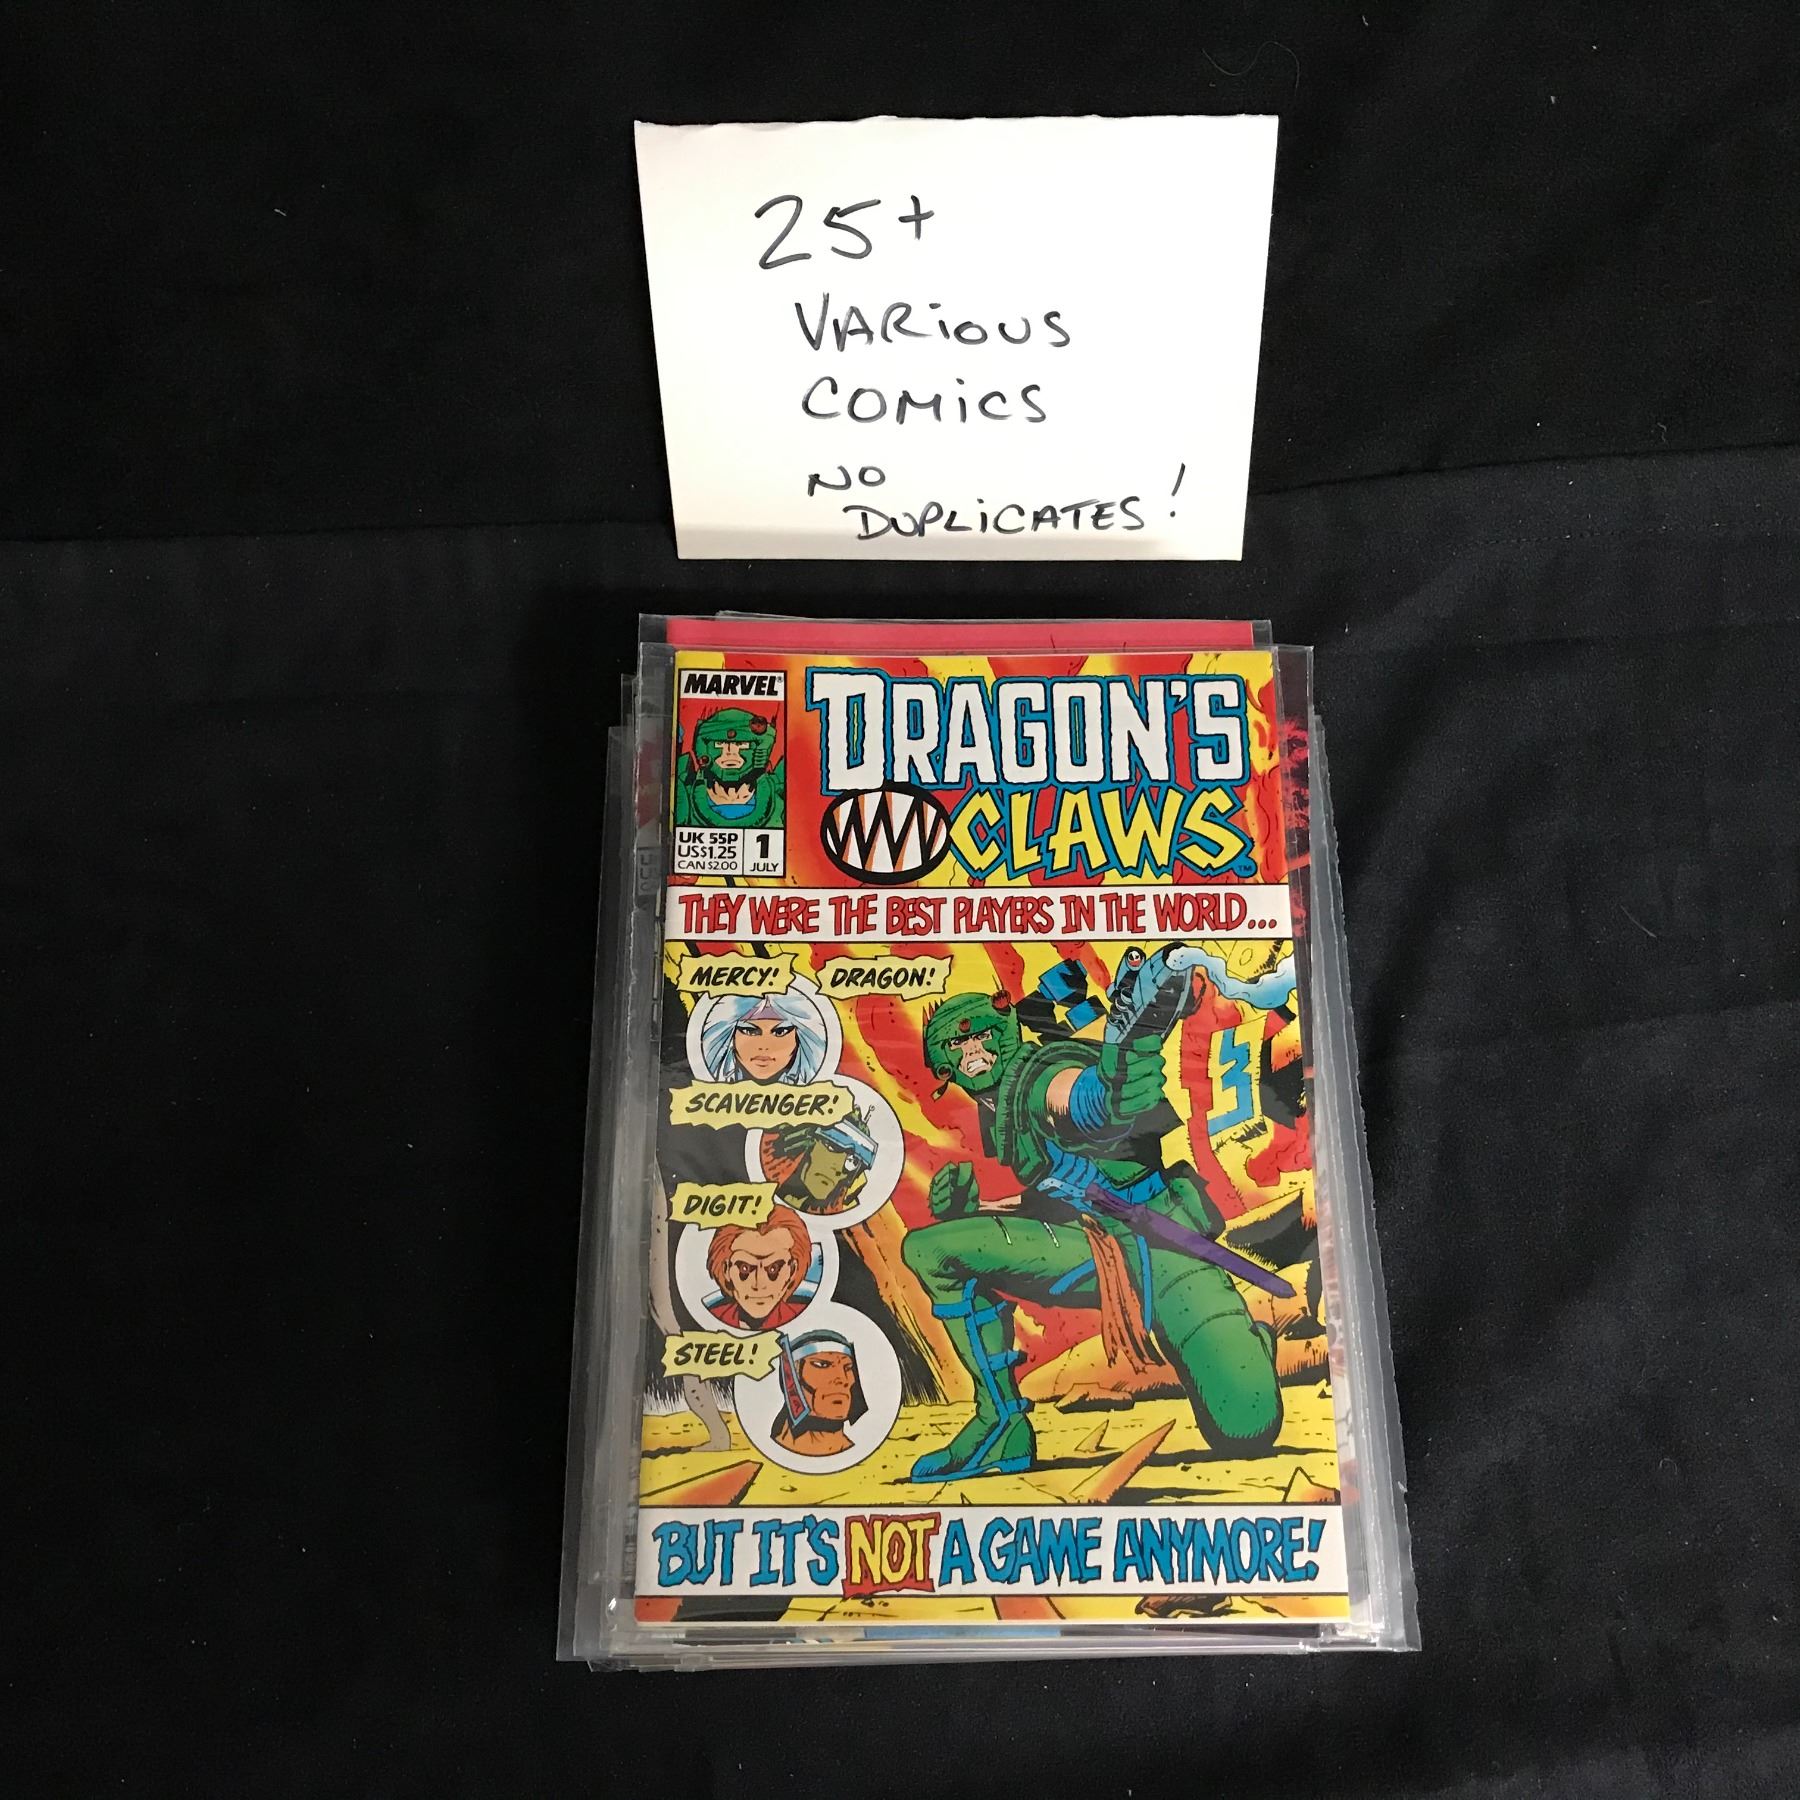 25+
VARiOUS
COMiCS
NO
DUPLiCATES!
MARVEL®
DRAGON'S
CLAWS™
UK 55P
US$1.25
CAN $2.00
1
JULY
THEY WERE THE BEST PLAYERS IN THE WORLD...
MERCY!
DRAGON!
SCAVENGER!
DIGIT!
STEEL!
BUT IT'S NOT A GAME ANYMORE!